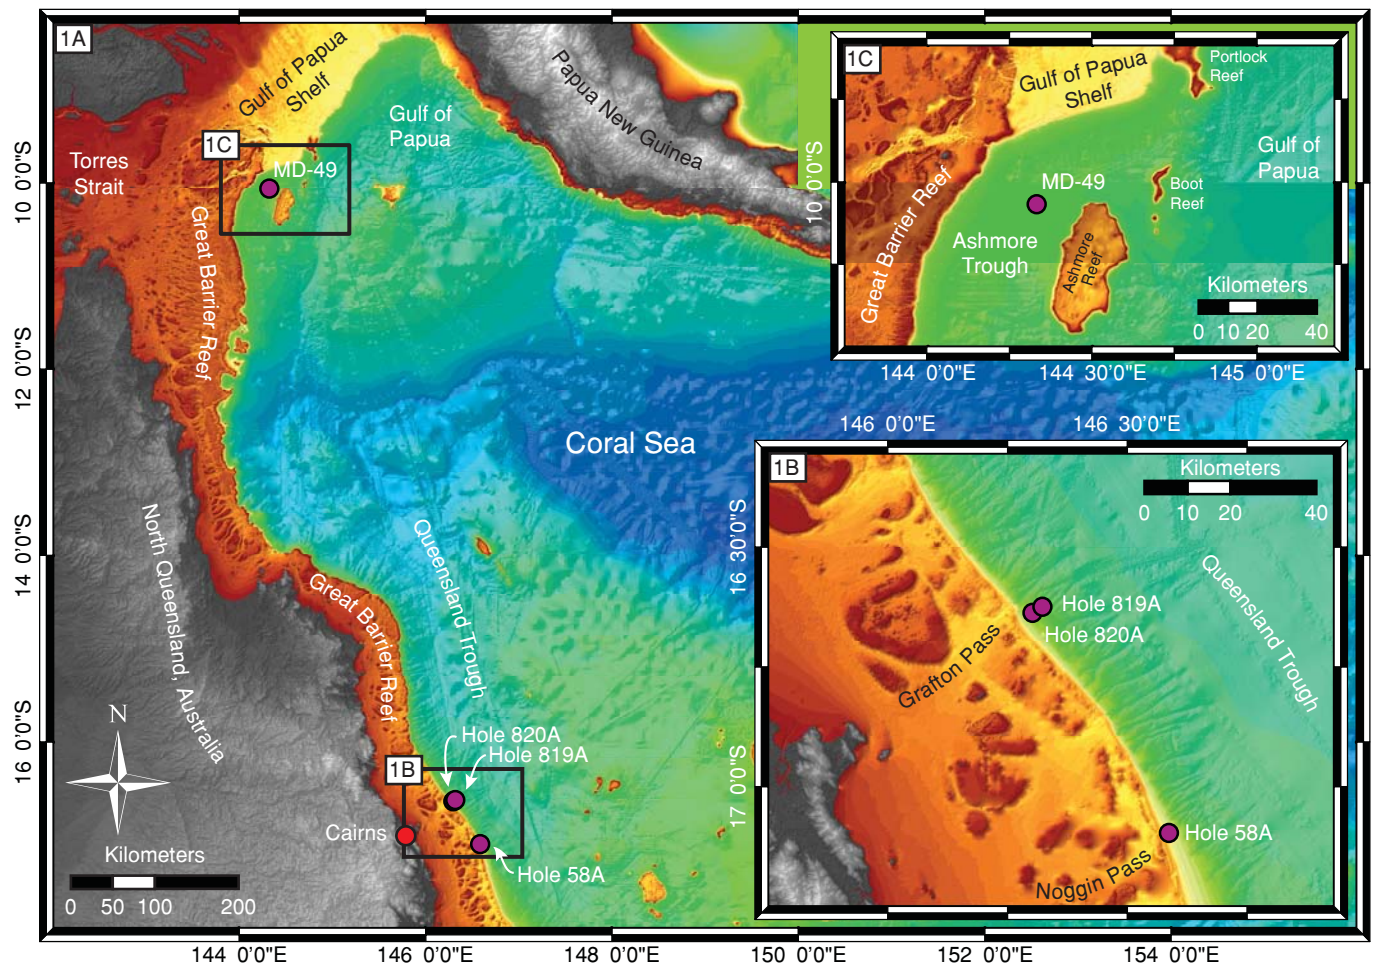 1A
Gulf of Papua
Shelf
Gulf of
Papua
Papua New Guinea
Torres
Strait
1C
MD-49
Great Barrier Reef
10 0'0"S
12 0'0"S
14 0'0"S
16 0'0"S
Coral Sea
North Queensland, Australia
Great Barrier Reef
Queensland Trough
Hole 820A
Hole 819A
1B
Cairns
Hole 58A
N
Kilometers
0 50 100 200
144 0'0"E 146 0'0"E 148 0'0"E 150 0'0"E 152 0'0"E 154 0'0"E
1C
Gulf of Papua
Shelf
Portlock
Reef
Gulf of
Papua
10 0'0"S
MD-49
Boot
Reef
Great Barrier Reef
Ashmore
Trough
Ashmore
Reef
Kilometers
0 10 20 40
144 0'0"E 144 30'0"E 145 0'0"E
146 0'0"E 146 30'0"E
1B
Kilometers
0 10 20 40
16 30'0"S
17 0'0"S
Queensland Trough
Hole 819A
Hole 820A
Grafton Pass
Hole 58A
Noggin Pass